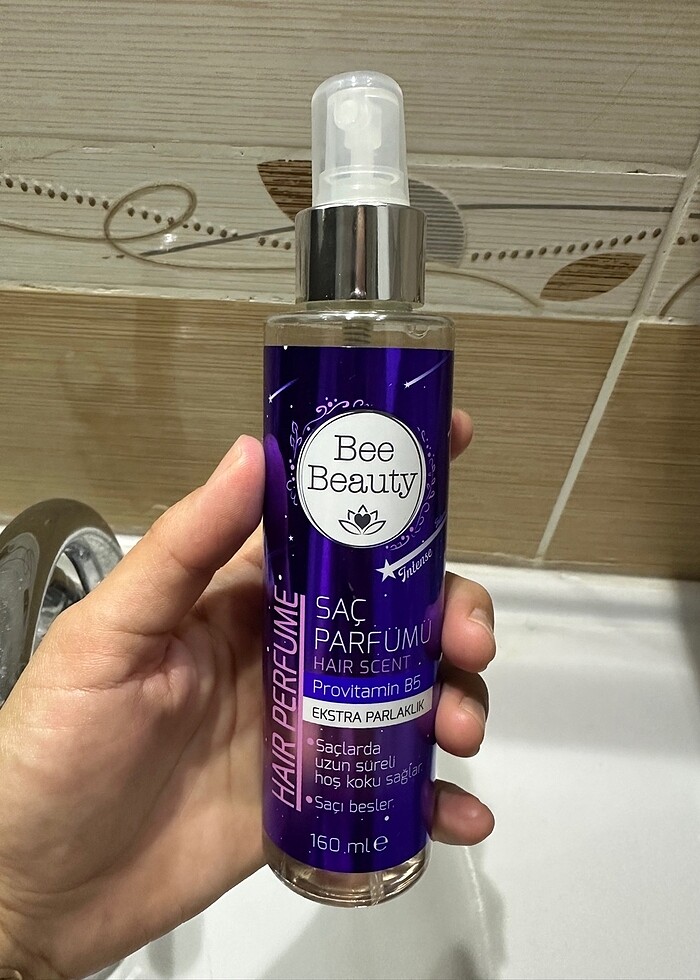 Bee
Beauty
Intense
HAIR PERFUME
SAÇ
PARFÜMÜ
HAIR SCENT
Provitamin B5
EKSTRA PARLAKLIK
• Saçlarda
uzun süreli
hoş koku sağlar.
• Saçı besler.
160 ml e